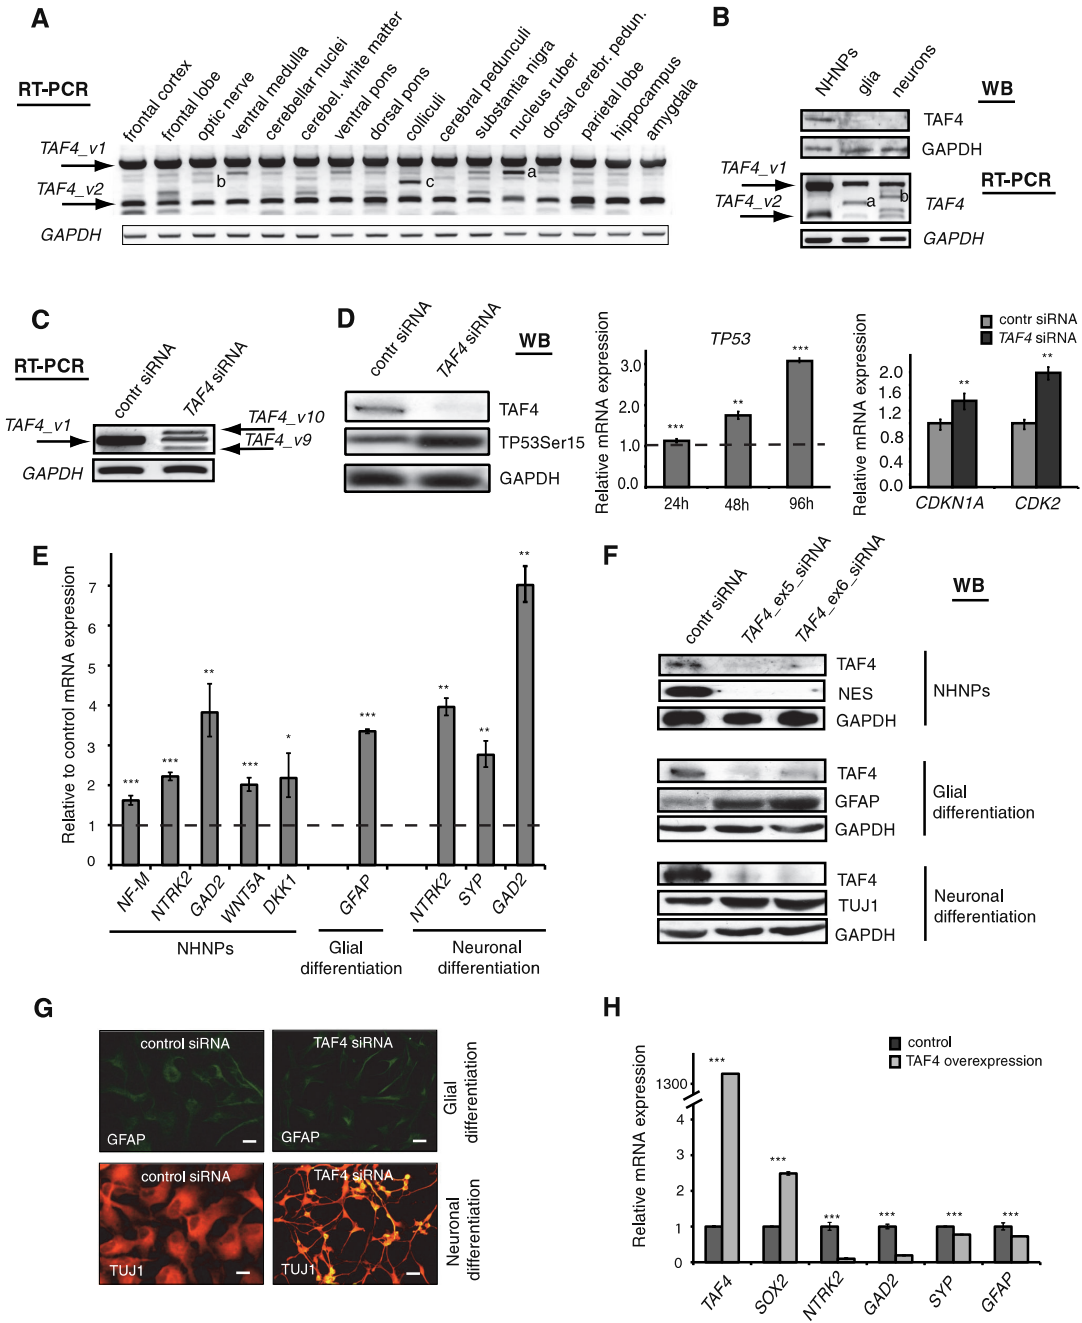 A
RT-PCR
frontal cortex
frontal lobe
optic nerve
ventral medulla
cerebellar nuclei
cerebel. white matter
ventral pons
dorsal pons
colliculi
cerebral pedunculi
substantia nigra
nucleus ruber
dorsal cerebr. pedun.
parietal lobe
hippocampus
amygdala
TAF4_v1
TAF4_v2
b
c
a
GAPDH
B
NHNPs
glia
neurons
WB
TAF4
GAPDH
TAF4_v1
RT-PCR
TAF4_v2
a
b
TAF4
GAPDH
C
RT-PCR
contr siRNA
TAF4 siRNA
TAF4_v1
TAF4_v10
TAF4_v9
GAPDH
D
contr siRNA
TAF4 siRNA
WB
TAF4
TP53Ser15
GAPDH
Relative mRNA expression
TP53
3.0
2.0
1.0
0.0
***
**
***
24h
48h
96h
contr siRNA
TAF4 siRNA
Relative mRNA expression
2.0
1.6
1.2
0.8
0.4
0.0
**
**
CDKN1A
CDK2
E
Relative to control mRNA expression
7
6
5
4
3
2
1
0
***
***
**
***
*
***
**
**
**
NF-M
NTRK2
GAD2
WNT5A
DKK1
GFAP
NTRK2
SYP
GAD2
NHNPs
Glial
differentiation
Neuronal
differentiation
F
contr siRNA
TAF4_ex5_siRNA
TAF4_ex6_siRNA
WB
TAF4
NES
GAPDH
NHNPs
TAF4
GFAP
GAPDH
Glial
differentiation
TAF4
TUJ1
GAPDH
Neuronal
differentiation
G
control siRNA
TAF4 siRNA
GFAP
GFAP
Glial
differentiation
control siRNA
TAF4 siRNA
TUJ1
TUJ1
Neuronal
differentiation
H
control
TAF4 overexpression
Relative mRNA expression
1300
4
3
2
1
0
***
***
***
***
***
***
TAF4
SOX2
NTRK2
GAD2
SYP
GFAP